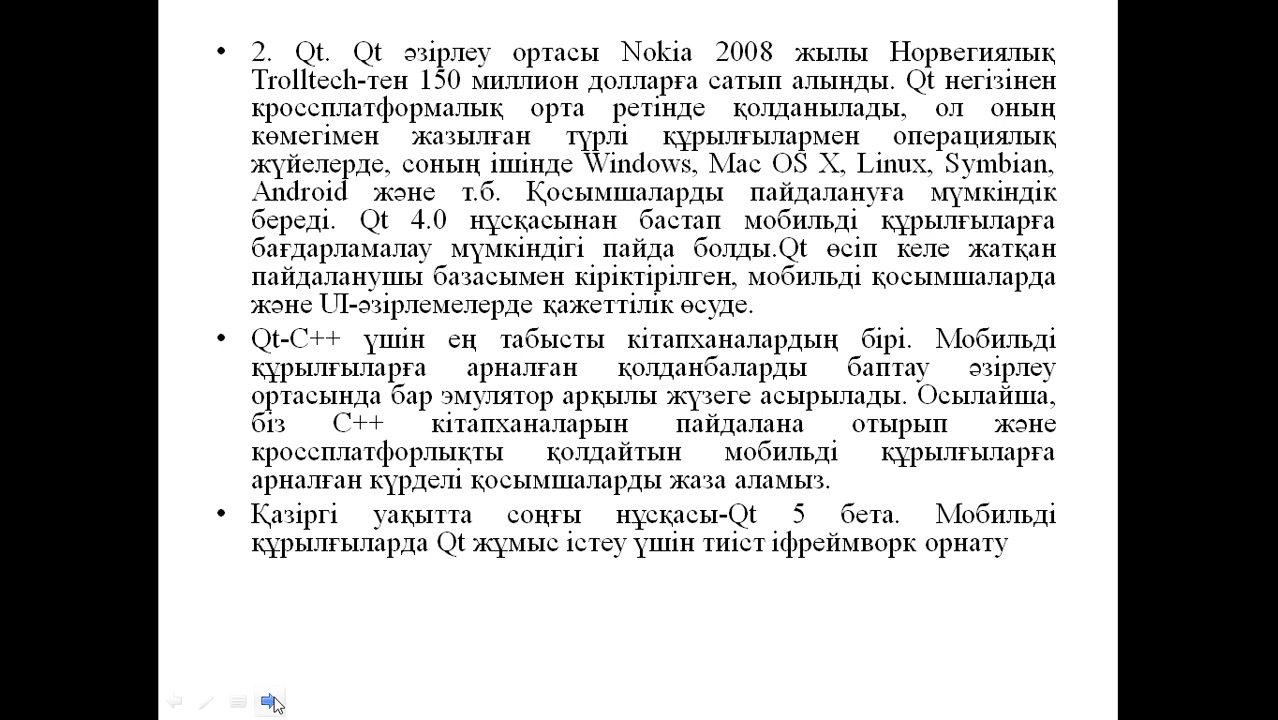 • 2. Qt. Qt әзірлеу ортасы Nokia 2008 жылы Норвегиялық
Trolltech-тен 150 миллион долларға сатып алынды. Qt негізінен
кроссплатформалық орта ретінде қолданылады, ол оның
көмегімен жазылған түрлі құрылғылармен операциялық
жүйелерде, соның ішінде Windows, Mac OS X, Linux, Symbian,
Android және т.б. Қосымшаларды пайдалануға мүмкіндік
береді. Qt 4.0 нұсқасынан бастап мобильді құрылғыларға
бағдарламалау мүмкіндігі пайда болды.Qt өсіп келе жатқан
пайдаланушы базасымен кіріктірілген, мобильді қосымшаларда
және UI-әзірлемелерде қажеттілік өсуде.
• Qt-C++ үшін ең табысты кітапханалардың бірі. Мобильді
құрылғыларға арналған қолданбаларды баптау әзірлеу
ортасында бар эмулятор арқылы жүзеге асырылады. Осылайша,
біз C++ кітапханаларын пайдалана отырып және
кроссплатфорлықты қолдайтын мобильді құрылғыларға
арналған күрделі қосымшаларды жаза аламыз.
• Қазіргі уақытта соңғы нұсқасы-Qt 5 бета. Мобильді
құрылғыларда Qt жұмыс істеу үшін тиіст іфреймворк орнату